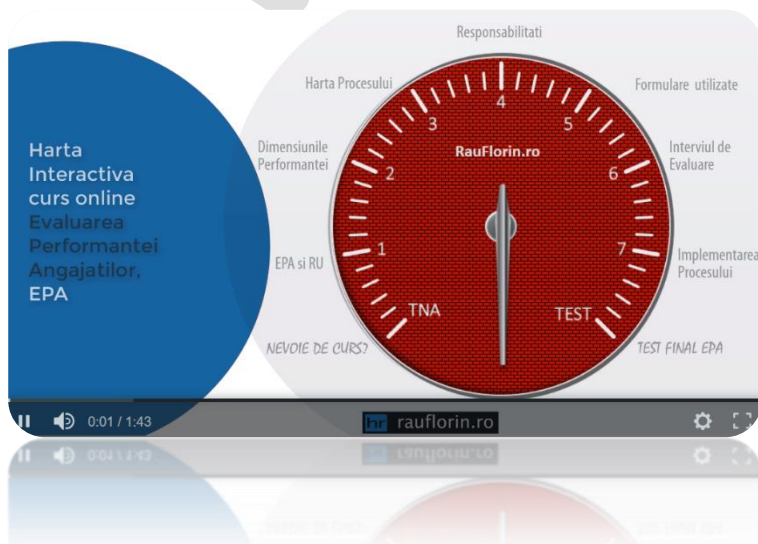 Harta
Interactiva
curs online
Evaluarea
Performantei
Angajatilor,
EPA
Responsabilitati
Harta Procesului
Formulare utilizate
Dimensiunile
Performantei
Interviul de
Evaluare
EPA si RU
Implementarea
Procesului
NEVOIE DE CURS?
TEST FINAL EPA
RauFlorin.ro
TNA
1
2
3
4
5
6
7
TEST
0:01 / 1:43
hr rauflorin.ro